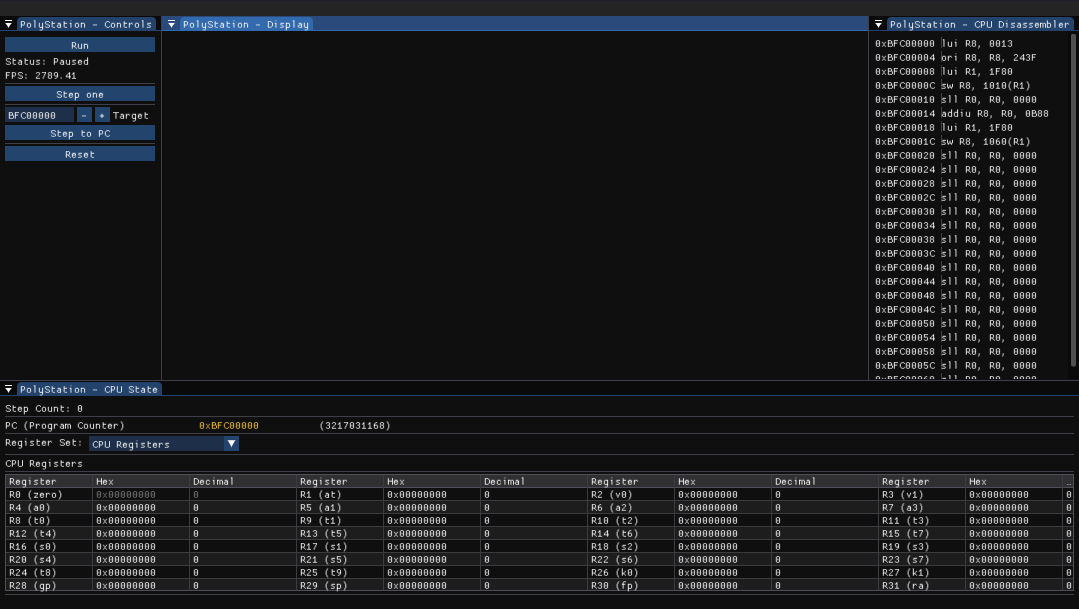 PolyStation - Controls
Run
Status: Paused
FPS: 2789.41
Step one
BFC00000 - + Target
Step to PC
Reset
PolyStation - Display
PolyStation - CPU Disassembler
0xBFC00000 lui R8, 0013
0xBFC00004 ori R8, R8, 243F
0xBFC00008 lui R1, 1F80
0xBFC0000C sw R8, 1010(R1)
0xBFC00010 sll R0, R0, 0000
0xBFC00014 addiu R8, R0, 0B88
0xBFC00018 lui R1, 1F80
0xBFC0001C sw R8, 1060(R1)
0xBFC00020 sll R0, R0, 0000
0xBFC00024 sll R0, R0, 0000
0xBFC00028 sll R0, R0, 0000
0xBFC0002C sll R0, R0, 0000
0xBFC00030 sll R0, R0, 0000
0xBFC00034 sll R0, R0, 0000
0xBFC00038 sll R0, R0, 0000
0xBFC0003C sll R0, R0, 0000
0xBFC00040 sll R0, R0, 0000
0xBFC00044 sll R0, R0, 0000
0xBFC00048 sll R0, R0, 0000
0xBFC0004C sll R0, R0, 0000
0xBFC00050 sll R0, R0, 0000
0xBFC00054 sll R0, R0, 0000
0xBFC00058 sll R0, R0, 0000
0xBFC0005C sll R0, R0, 0000
0xBFC00060 sll R0, R0, 0000
PolyStation - CPU State
Step Count: 0
PC (Program Counter) 0xBFC00000 (3217031168)
Register Set: CPU Registers
CPU Registers
Register Hex Decimal Register Hex Decimal Register Hex Decimal Register Hex ...
R0 (zero) 0x00000000 0 R1 (at) 0x00000000 0 R2 (v0) 0x00000000 0 R3 (v1) 0x00000000 0
R4 (a0) 0x00000000 0 R5 (a1) 0x00000000 0 R6 (a2) 0x00000000 0 R7 (a3) 0x00000000 0
R8 (t0) 0x00000000 0 R9 (t1) 0x00000000 0 R10 (t2) 0x00000000 0 R11 (t3) 0x00000000 0
R12 (t4) 0x00000000 0 R13 (t5) 0x00000000 0 R14 (t6) 0x00000000 0 R15 (t7) 0x00000000 0
R16 (s0) 0x00000000 0 R17 (s1) 0x00000000 0 R18 (s2) 0x00000000 0 R19 (s3) 0x00000000 0
R20 (s4) 0x00000000 0 R21 (s5) 0x00000000 0 R22 (s6) 0x00000000 0 R23 (s7) 0x00000000 0
R24 (t8) 0x00000000 0 R25 (t9) 0x00000000 0 R26 (k0) 0x00000000 0 R27 (k1) 0x00000000 0
R28 (gp) 0x00000000 0 R29 (sp) 0x00000000 0 R30 (fp) 0x00000000 0 R31 (ra) 0x00000000 0